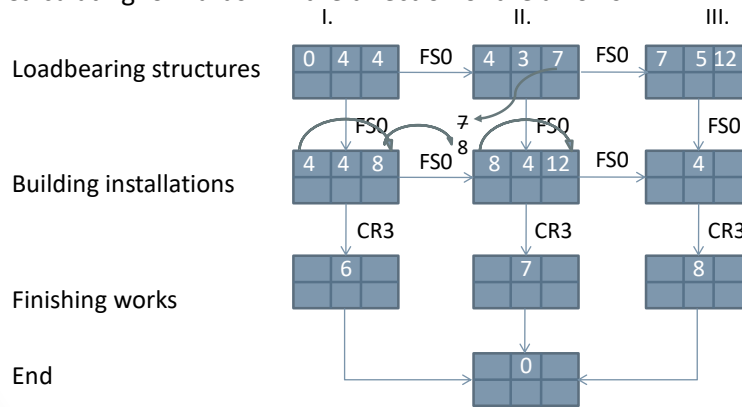 I. II. III.
Loadbearing structures 0 4 4 FS0 4 3 7 FS0 7 5 12
FS0 7 FS0 FS0
8
Building installations 4 4 8 FS0 8 4 12 FS0 4
CR3 CR3 CR3
Finishing works 6 7 8
End 0